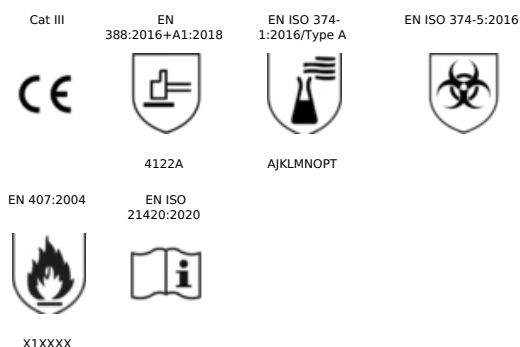 Cat III
EN
388:2016+A1:2018
EN ISO 374-
1:2016/Type A
EN ISO 374-5:2016
CE
i
4122A
AJKLMNOPT
EN 407:2004
EN ISO
21420:2020
i
X1XXXX